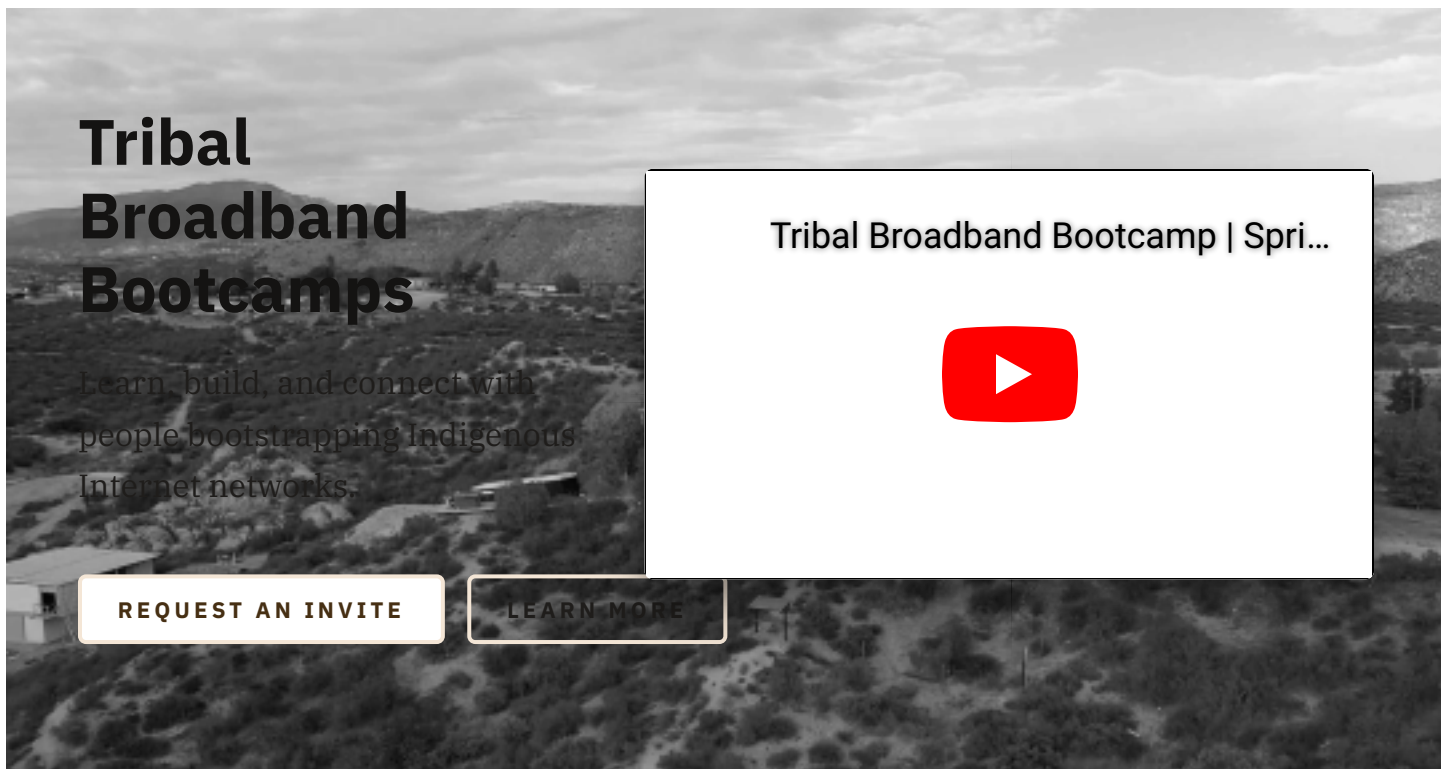 Tribal
Broadband
Bootcamps
Tribal Broadband Bootcamp | Spri...
Learn, build, and connect with
people bootstrapping Indigenous
Internet networks.
REQUEST AN INVITE
LEARN MORE